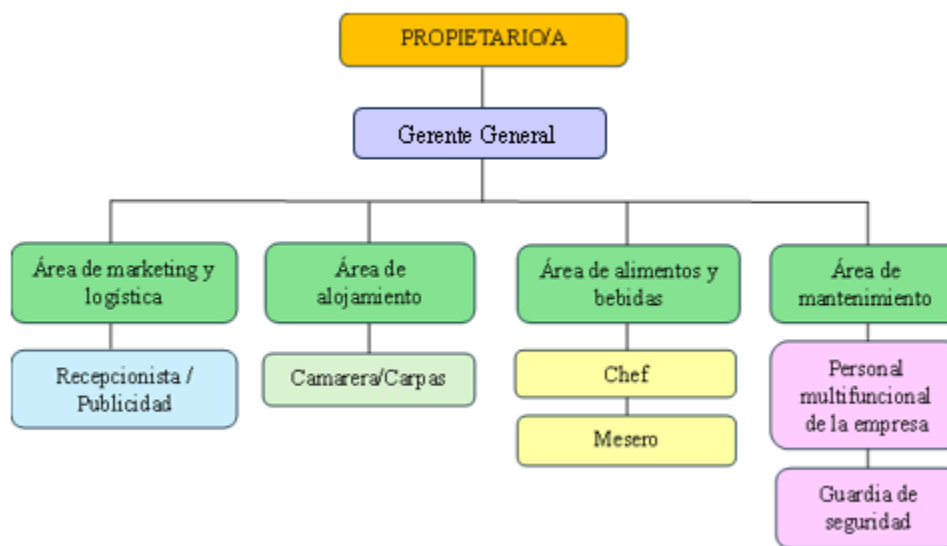 PROPIETARIO/A
Gerente General
Área de marketing y
logística
Área de
alojamiento
Área de alimentos y
bebidas
Área de
mantenimiento
Recepcionista /
Publicidad
Camarera/Carpas
Chef
Mesero
Personal
multifuncional
de la empresa
Guardia de
seguridad